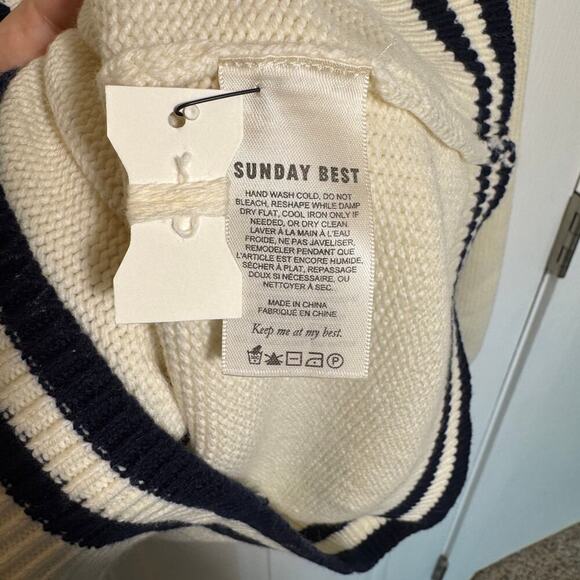 SUNDAY BEST
HAND WASH COLD, DO NOT
BLEACH, RESHAPE WHILE DAMP
DRY FLAT, COOL IRON ONLY IF
NEEDED, OR DRY CLEAN.
LAVER À LA MAIN À L'EAU
FROIDE, NE PAS JAVELISER,
REMODELER PENDANT QUE
L'ARTICLE EST ENCORE HUMIDE,
SÉCHER À PLAT, REPASSAGE
DOUX SI NÉCESSAIRE, OU
NETTOYER À SEC.
MADE IN CHINA
FABRIQUÉ EN CHINE
Keep me at my best.
P